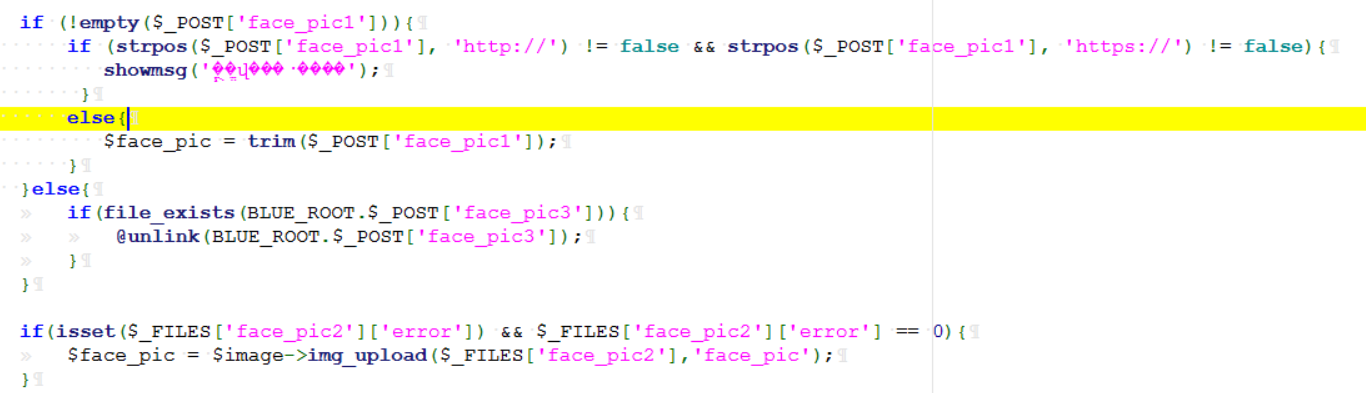 if (!empty($_POST['face_pic1'])){
if (strpos($_POST['face_pic1'], 'http://') != false && strpos($_POST['face_pic1'], 'https://') != false){
showmsg('');
}
else{
$face_pic = trim($_POST['face_pic1']);
}
}else{
if(file_exists(BLUE_ROOT.$_POST['face_pic3'])){
@unlink(BLUE_ROOT.$_POST['face_pic3']);
}
}
if(isset($_FILES['face_pic2']['error']) && $_FILES['face_pic2']['error'] == 0){
$face_pic = $image->img_upload($_FILES['face_pic2'],'face_pic');
}